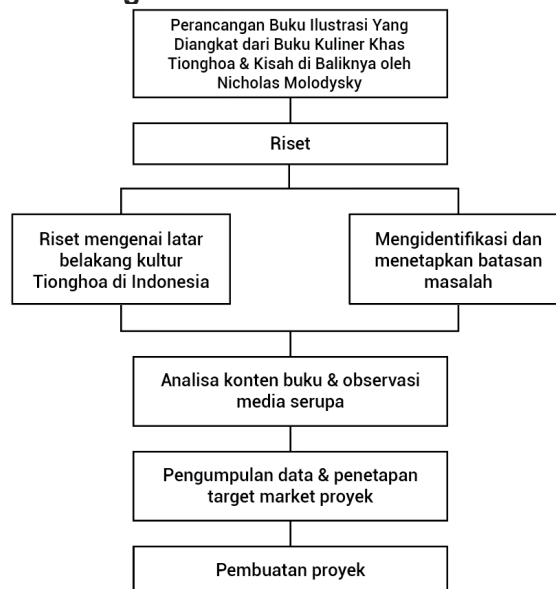 Perancangan Buku Ilustrasi Yang
Diangkat dari Buku Kuliner Khas
Tionghoa & Kisah di Baliknya oleh
Nicholas Molodysky
Riset
Riset mengenai latar
belakang kultur
Tionghoa di Indonesia
Mengidentifikasi dan
menetapkan batasan
masalah
Analisa konten buku & observasi
media serupa
Pengumpulan data & penetapan
target market proyek
Pembuatan proyek